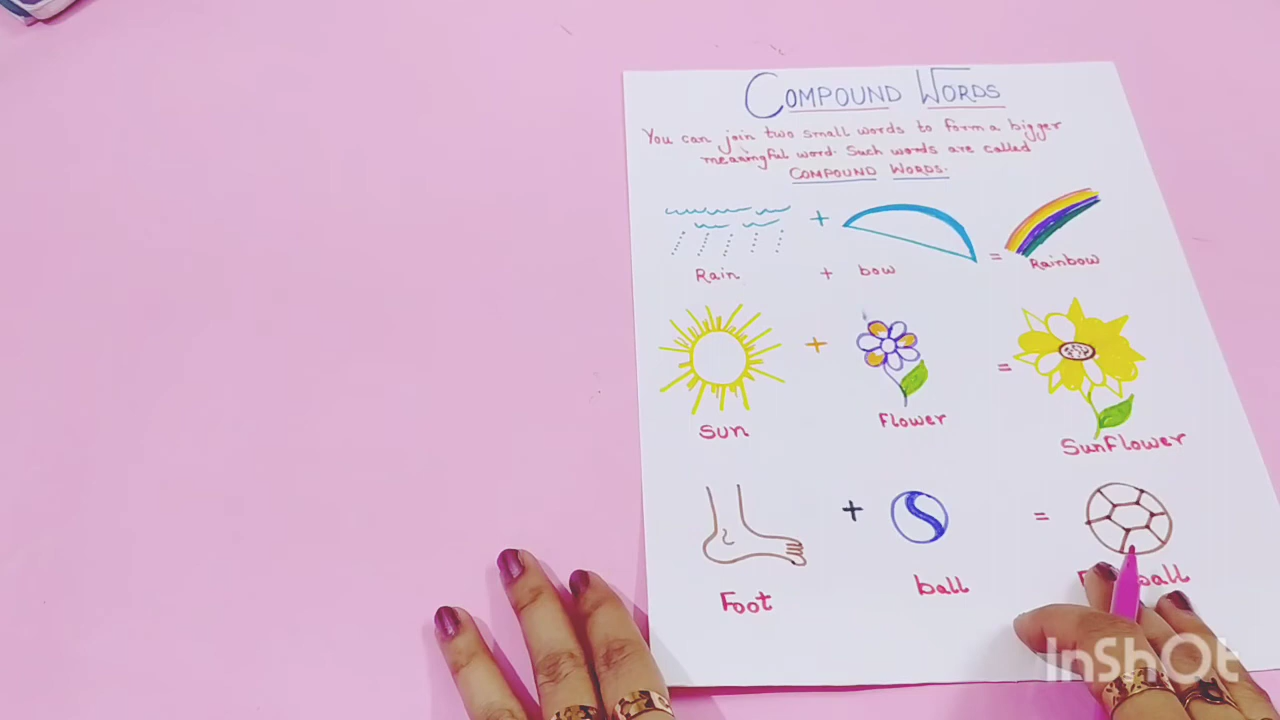 COMPOUND WORDS
You can join two small words to form a bigger
meaningful word. Such words are called
COMPOUND WORDS.
+
Rain + bow = Rainbow
+ =
Sun Flower SunFlower
+ =
Foot ball
InShOt